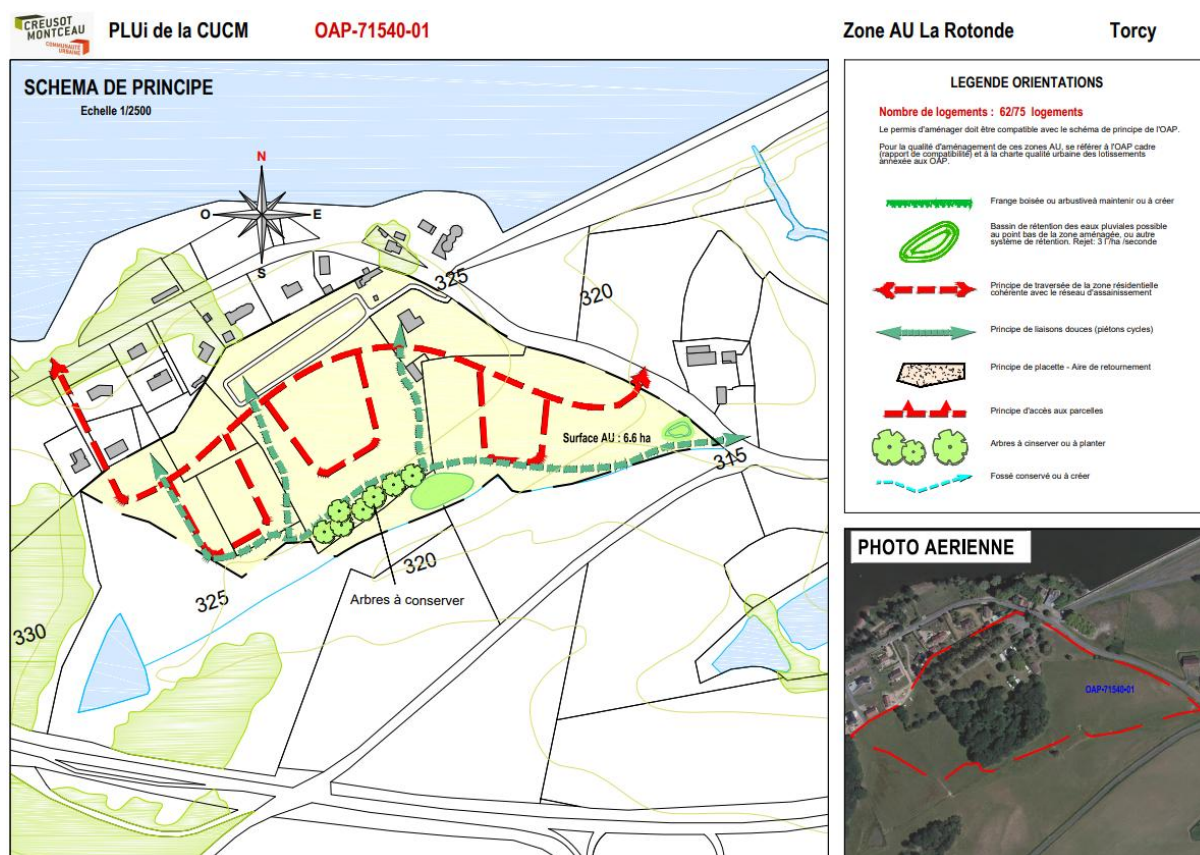 CREUSOT
MONTCEAU
COMMUNAUTÉ
URBAINE
PLUi de la CUCM
OAP-71540-01
Zone AU La Rotonde
Torcy
SCHEMA DE PRINCIPE
Echelle 1/2500
N
O
E
S
325
320
Surface AU : 6.6 ha
315
320
325
330
Arbres à conserver
LEGENDE ORIENTATIONS
Nombre de logements : 62/75 logements
Le permis d'aménager doit être compatible avec le schéma de principe de l'OAP.
Pour la qualité d'aménagement de ces zones AU, se référer à l'OAP cadre
(rapport de compatibilité) et à la charte qualité urbaine des lotissements
annexée aux OAP.
Frange boisée ou arbustiveà maintenir ou à créer
Bassin de rétention des eaux pluviales possible
au point bas de la zone aménagée, ou autre
système de rétention. Rejet: 3 l'/ha /seconde
Principe de traversée de la zone résidentielle
cohérente avec le réseau d'assainissement
Principe de liaisons douces (piétons cycles)
Principe de placette - Aire de retournement
Principe d'accès aux parcelles
Arbres à cinserver ou à planter
Fossé conservé ou à créer
PHOTO AERIENNE
OAP-71540-01